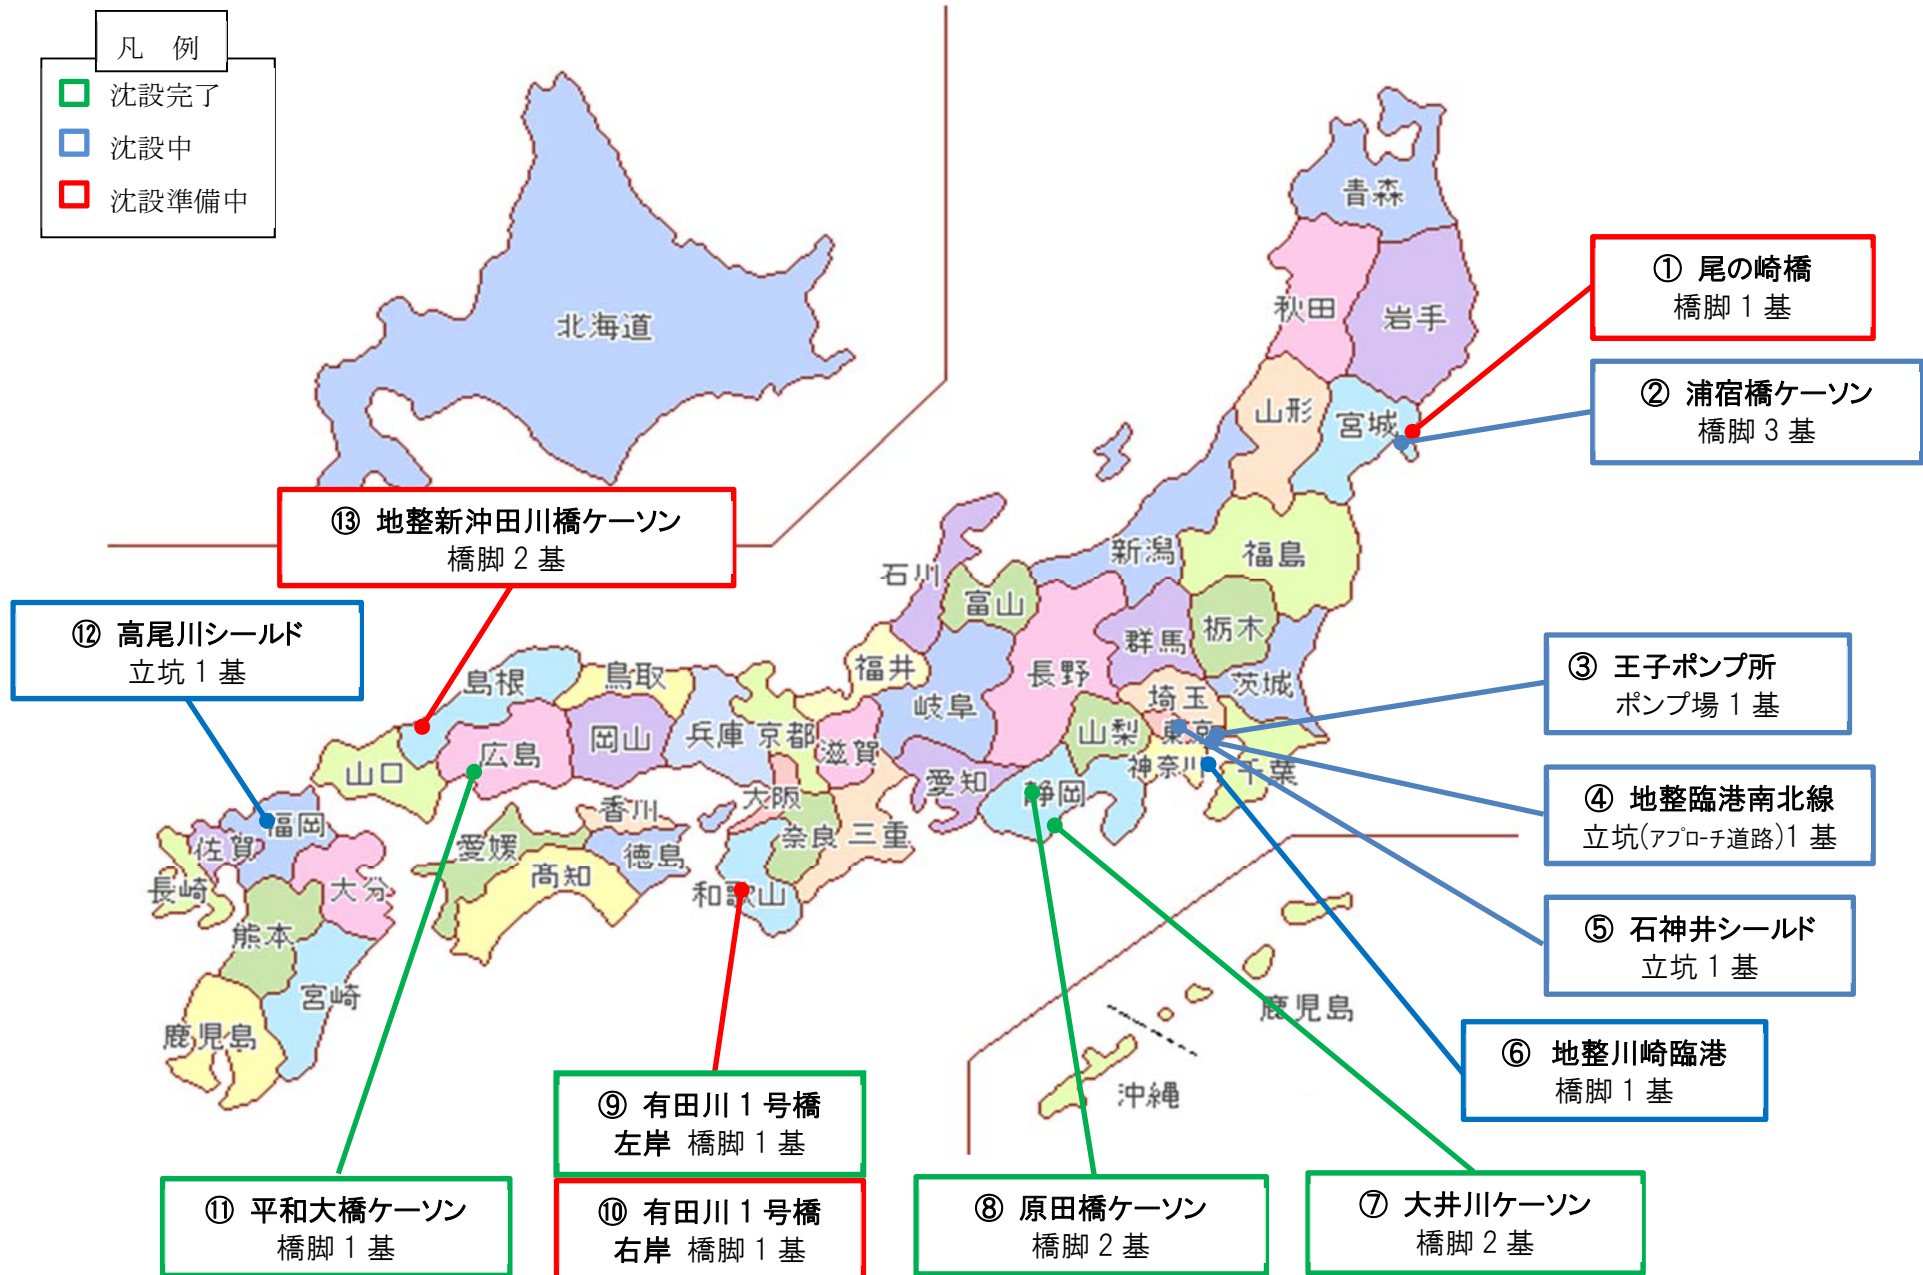 凡 例
沈設完了
沈設中
沈設準備中
北海道
青森
秋田
岩手
山形
宮城
① 尾の崎橋
橋脚 1 基
② 浦宿橋ケーソン
橋脚 3 基
⑬ 地整新沖田川橋ケーソン
橋脚 2 基
新潟
福島
石川
富山
群馬
栃木
⑫ 高尾川シールド
立坑 1 基
島根
鳥取
福井
岐阜
長野
埼玉
茨城
③ 王子ポンプ所
ポンプ場 1 基
山口
広島
岡山
兵庫
京都
滋賀
愛知
山梨
東京
神奈川
千葉
静岡
④ 地整臨港南北線
立坑(アプローチ道路)1 基
福岡
佐賀
長崎
大分
熊本
宮崎
鹿児島
愛媛
香川
高知
徳島
大阪
奈良
三重
和歌山
⑤ 石神井シールド
立坑 1 基
鹿児島
沖縄
⑥ 地整川崎臨港
橋脚 1 基
⑨ 有田川 1 号橋
左岸 橋脚 1 基
⑩ 有田川 1 号橋
右岸 橋脚 1 基
⑪ 平和大橋ケーソン
橋脚 1 基
⑧ 原田橋ケーソン
橋脚 2 基
⑦ 大井川ケーソン
橋脚 2 基